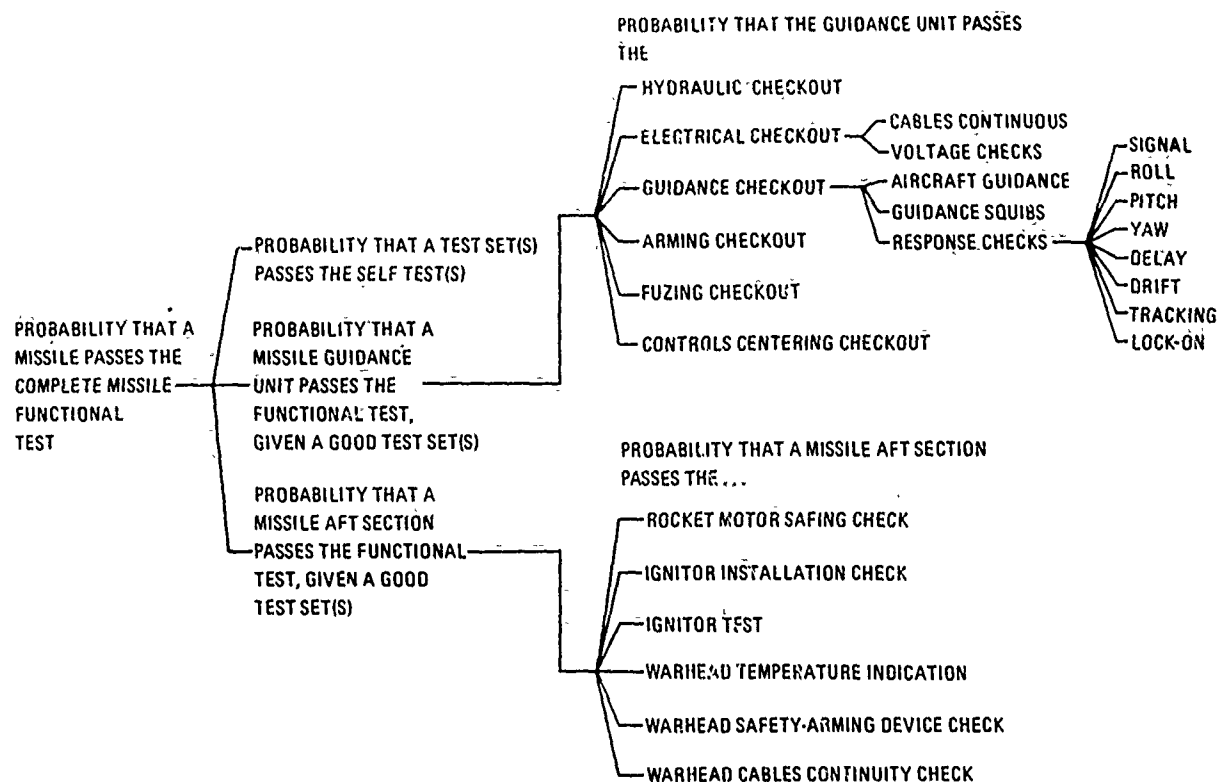 PROBABILITY THAT A
MISSILE PASSES THE
COMPLETE MISSILE
FUNCTIONAL
TEST
PROBABILITY THAT A TEST SET(S)
PASSES THE SELF TEST(S)
PROBABILITY THAT A
MISSILE GUIDANCE
UNIT PASSES THE
FUNCTIONAL TEST,
GIVEN A GOOD TEST SET(S)
PROBABILITY THAT A
MISSILE AFT SECTION
PASSES THE FUNCTIONAL
TEST, GIVEN A GOOD
TEST SET(S)
PROBABILITY THAT THE GUIDANCE UNIT PASSES
THE
HYDRAULIC CHECKOUT
ELECTRICAL CHECKOUT
CABLES CONTINUOUS
VOLTAGE CHECKS
GUIDANCE CHECKOUT
AIRCRAFT GUIDANCE
GUIDANCE SQUIBS
RESPONSE CHECKS
SIGNAL
ROLL
PITCH
YAW
DELAY
DRIFT
TRACKING
LOCK-ON
ARMING CHECKOUT
FUZING CHECKOUT
CONTROLS CENTERING CHECKOUT
PROBABILITY THAT A MISSILE AFT SECTION
PASSES THE...
ROCKET MOTOR SAFING CHECK
IGNITOR INSTALLATION CHECK
IGNITOR TEST
WARHEAD TEMPERATURE INDICATION
WARHEAD SAFETY-ARMING DEVICE CHECK
WARHEAD CABLES CONTINUITY CHECK